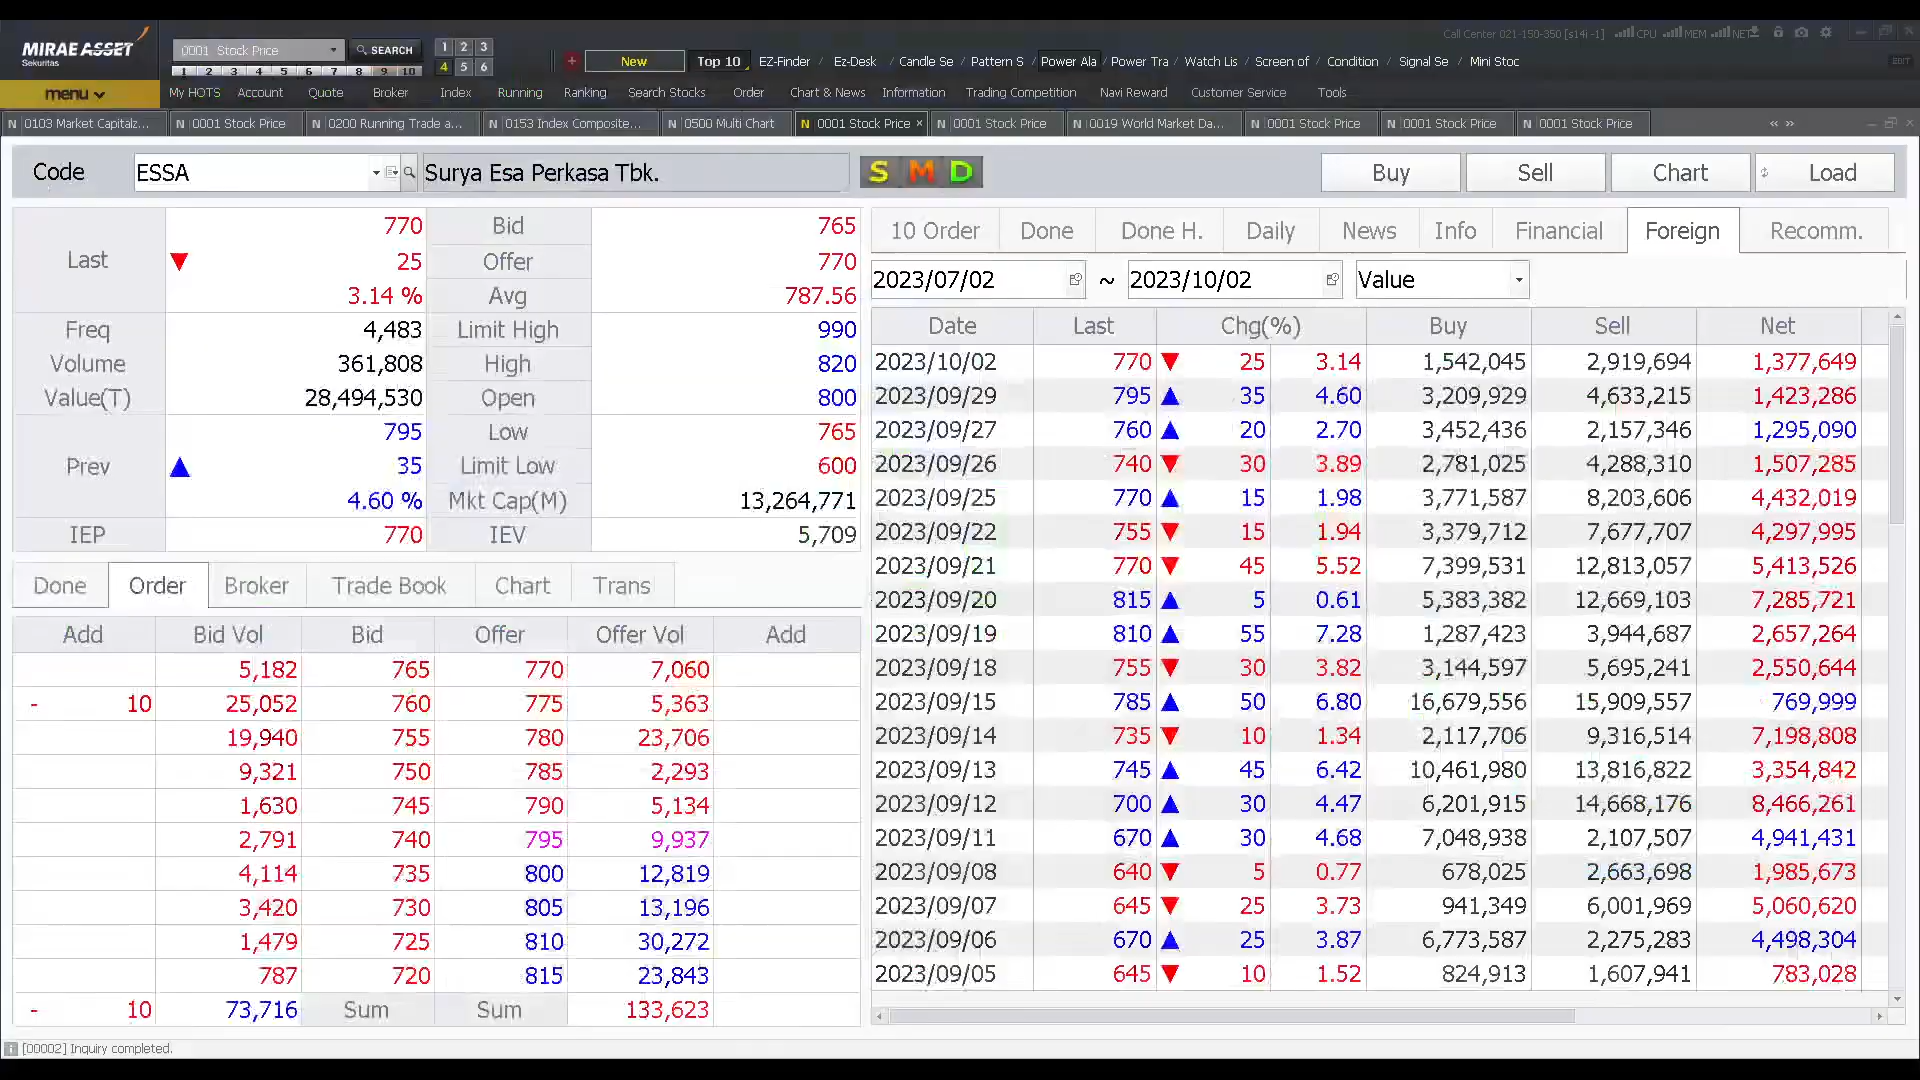 MIRAE ASSET
Sekuritas
0001 Stock Price SEARCH 1 2 3 4 5 6
1 2 3 4 5 6 7 8 9 10
Call Center 021-150-350 [s14i -1] CPU MEM NET
+ New Top 10 EZ-Finder / Ez-Desk / Candle Se / Pattern S / Power Ala / Power Tra / Watch Lis / Screen of / Condition / Signal Se / Mini Stoc EDIT
menu My HOTS Account Quote Broker Index Running Ranking Search Stocks Order Chart & News Information Trading Competition Navi Reward Customer Service Tools
N 0103 Market Capitalz... N 0001 Stock Price N 0200 Running Trade a... N 0153 Index Composite... N 0500 Multi Chart N 0001 Stock Price × N 0001 Stock Price N 0019 World Market Da... N 0001 Stock Price N 0001 Stock Price N 0001 Stock Price « »
Code ESSA Surya Esa Perkasa Tbk. S M D Buy Sell Chart Load
Last 770 Bid 765
▼ 25 Offer 770
3.14 % Avg 787.56
Freq 4,483 Limit High 990
Volume 361,808 High 820
Value(T) 28,494,530 Open 800
Prev 795 Low 765
▲ 35 Limit Low 600
4.60 % Mkt Cap(M) 13,264,771
IEP 770 IEV 5,709
Done Order Broker Trade Book Chart Trans
Add Bid Vol Bid Offer Offer Vol Add
5,182 765 770 7,060
- 10 25,052 760 775 5,363
19,940 755 780 23,706
9,321 750 785 2,293
1,630 745 790 5,134
2,791 740 795 9,937
4,114 735 800 12,819
3,420 730 805 13,196
1,479 725 810 30,272
787 720 815 23,843
- 10 73,716 Sum Sum 133,623
10 Order Done Done H. Daily News Info Financial Foreign Recomm.
2023/07/02 ~ 2023/10/02 Value
Date Last Chg(%) Buy Sell Net
2023/10/02 770 ▼ 25 3.14 1,542,045 2,919,694 1,377,649
2023/09/29 795 ▲ 35 4.60 3,209,929 4,633,215 1,423,286
2023/09/27 760 ▲ 20 2.70 3,452,436 2,157,346 1,295,090
2023/09/26 740 ▼ 30 3.89 2,781,025 4,288,310 1,507,285
2023/09/25 770 ▲ 15 1.98 3,771,587 8,203,606 4,432,019
2023/09/22 755 ▼ 15 1.94 3,379,712 7,677,707 4,297,995
2023/09/21 770 ▼ 45 5.52 7,399,531 12,813,057 5,413,526
2023/09/20 815 ▲ 5 0.61 5,383,382 12,669,103 7,285,721
2023/09/19 810 ▲ 55 7.28 1,287,423 3,944,687 2,657,264
2023/09/18 755 ▼ 30 3.82 3,144,597 5,695,241 2,550,644
2023/09/15 785 ▲ 50 6.80 16,679,556 15,909,557 769,999
2023/09/14 735 ▼ 10 1.34 2,117,706 9,316,514 7,198,808
2023/09/13 745 ▲ 45 6.42 10,461,980 13,816,822 3,354,842
2023/09/12 700 ▲ 30 4.47 6,201,915 14,668,176 8,466,261
2023/09/11 670 ▲ 30 4.68 7,048,938 2,107,507 4,941,431
2023/09/08 640 ▼ 5 0.77 678,025 2,663,698 1,985,673
2023/09/07 645 ▼ 25 3.73 941,349 6,001,969 5,060,620
2023/09/06 670 ▲ 25 3.87 6,773,587 2,275,283 4,498,304
2023/09/05 645 ▼ 10 1.52 824,913 1,607,941 783,028
[00002] Inquiry completed.